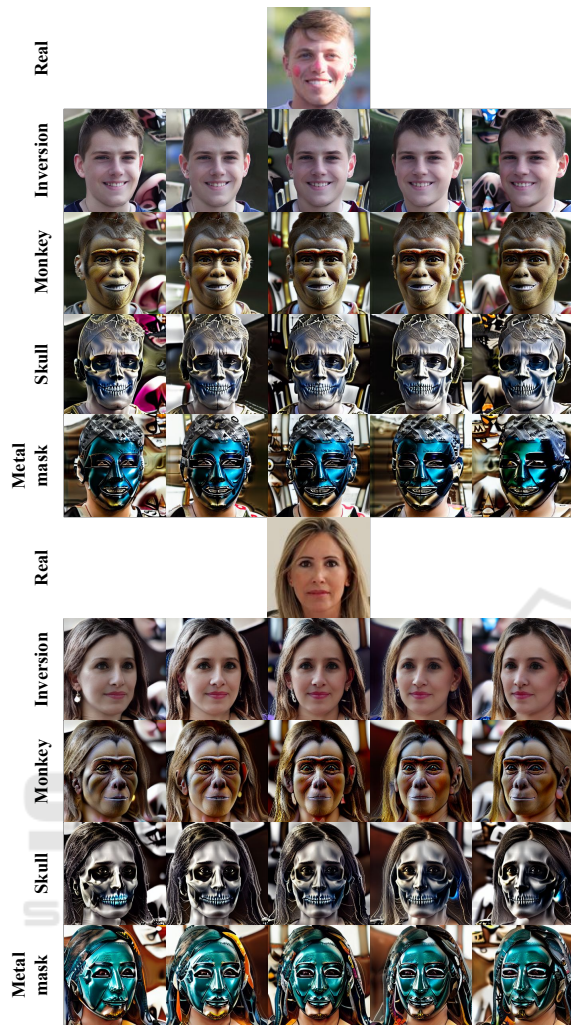 Real
Inversion
Monkey
Skull
Metal
mask
Real
Inversion
Monkey
Skull
Metal
mask